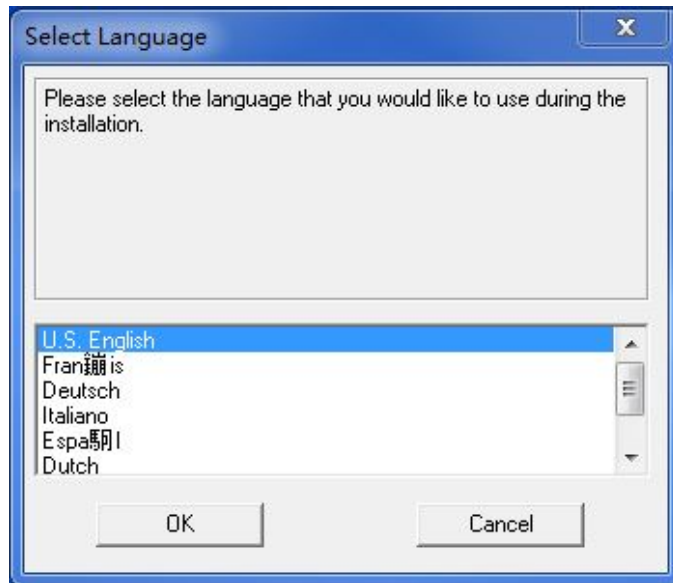 Select Language
Please select the language that you would like to use during the
installation.
U.S. English
Fran鏰is
Deutsch
Italiano
Espa駉l
Dutch
OK Cancel